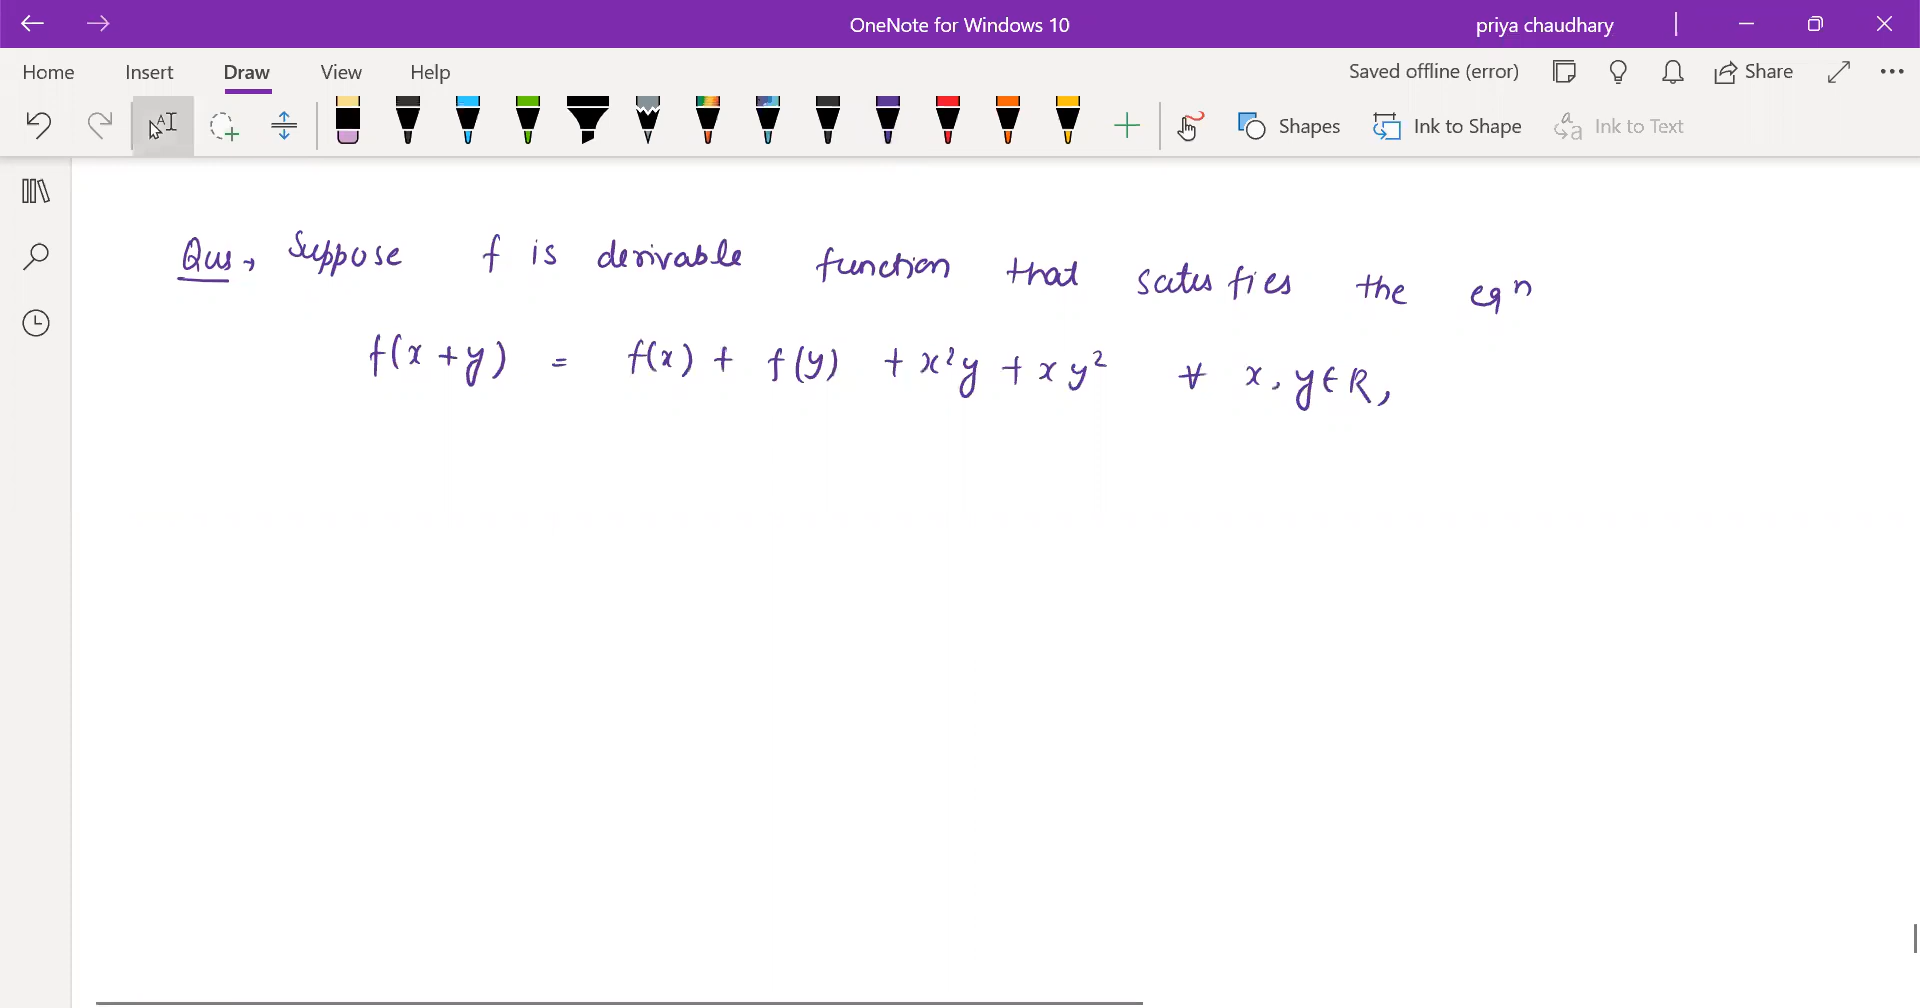 OneNote for Windows 10
priya chaudhary
Home Insert Draw View Help
Saved offline (error) Share
Shapes Ink to Shape Ink to Text
Qus → Suppose f is derivable function that satisfies the eqn
f(x+y) = f(x) + f(y) + x²y + xy² ∀ x, y ∈ R,